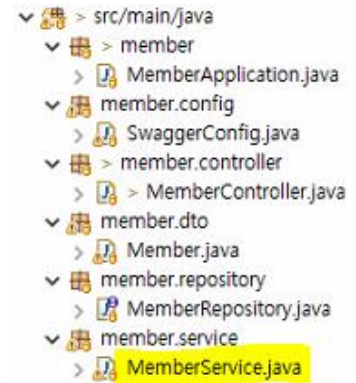 > src/main/java
> member
MemberApplication.java
member.config
SwaggerConfig.java
> member.controller
> MemberController.java
member.dto
Member.java
member.repository
MemberRepository.java
member.service
MemberService.java